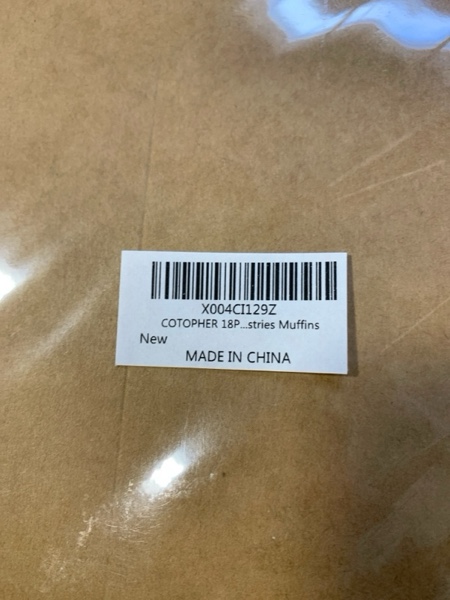 X004CI129Z
COTOPHER 18P...stries Muffins
New
MADE IN CHINA